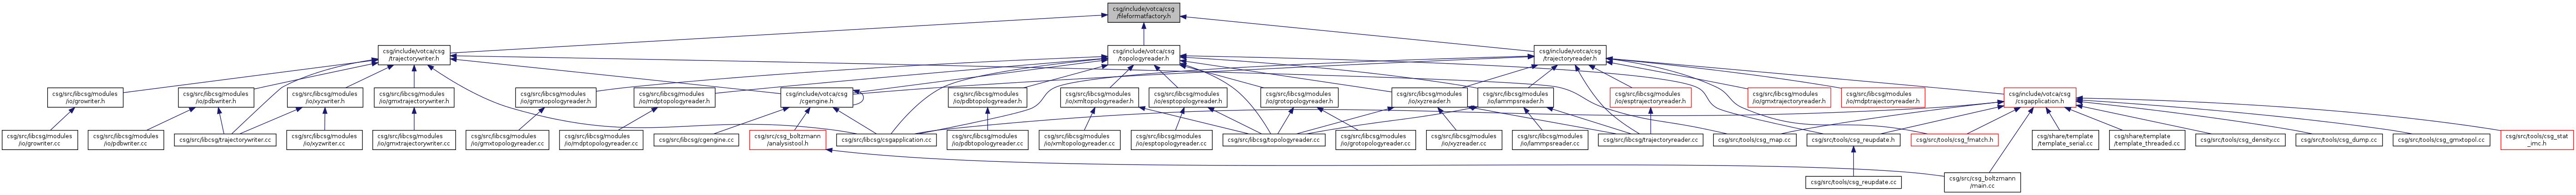 csg/include/votca/csg
/fileformatfactory.h
csg/include/votca/csg
/trajectorywriter.h
csg/include/votca/csg
/topologyreader.h
csg/include/votca/csg
/trajectoryreader.h
csg/src/libcsg/modules
/io/growriter.h
csg/src/libcsg/modules
/io/pdbwriter.h
csg/src/libcsg/modules
/io/xyzwriter.h
csg/src/libcsg/modules
/io/gmxtrajectorywriter.h
csg/src/libcsg/modules
/io/gmxtopologyreader.h
csg/src/libcsg/modules
/io/mdptopologyreader.h
csg/include/votca/csg
/cgengine.h
csg/src/libcsg/modules
/io/pdbtopologyreader.h
csg/src/libcsg/modules
/io/xmltopologyreader.h
csg/src/libcsg/modules
/io/esptopologyreader.h
csg/src/libcsg/modules
/io/grotopologyreader.h
csg/src/libcsg/modules
/io/xyzreader.h
csg/src/libcsg/modules
/io/lammpsreader.h
csg/src/libcsg/modules
/io/esptrajectoryreader.h
csg/src/libcsg/modules
/io/gmxtrajectoryreader.h
csg/src/libcsg/modules
/io/mdptrajectoryreader.h
csg/include/votca/csg
/csgapplication.h
csg/src/libcsg/modules
/io/growriter.cc
csg/src/libcsg/modules
/io/pdbwriter.cc
csg/src/libcsg/trajectorywriter.cc
csg/src/libcsg/modules
/io/xyzwriter.cc
csg/src/libcsg/modules
/io/gmxtrajectorywriter.cc
csg/src/libcsg/modules
/io/gmxtopologyreader.cc
csg/src/libcsg/modules
/io/mdptopologyreader.cc
csg/src/libcsg/cgengine.cc
csg/src/csg_boltzmann
/analysistool.h
csg/src/libcsg/csgapplication.cc
csg/src/libcsg/modules
/io/pdbtopologyreader.cc
csg/src/libcsg/modules
/io/xmltopologyreader.cc
csg/src/libcsg/modules
/io/esptopologyreader.cc
csg/src/libcsg/topologyreader.cc
csg/src/libcsg/modules
/io/grotopologyreader.cc
csg/src/libcsg/modules
/io/xyzreader.cc
csg/src/libcsg/modules
/io/lammpsreader.cc
csg/src/libcsg/trajectoryreader.cc
csg/src/tools/csg_map.cc
csg/src/tools/csg_reupdate.h
csg/src/tools/csg_fmatch.h
csg/share/template
/template_serial.cc
csg/share/template
/template_threaded.cc
csg/src/tools/csg_density.cc
csg/src/tools/csg_dump.cc
csg/src/tools/csg_gmxtopol.cc
csg/src/tools/csg_stat
_imc.h
csg/src/tools/csg_reupdate.cc
csg/src/csg_boltzmann
/main.cc